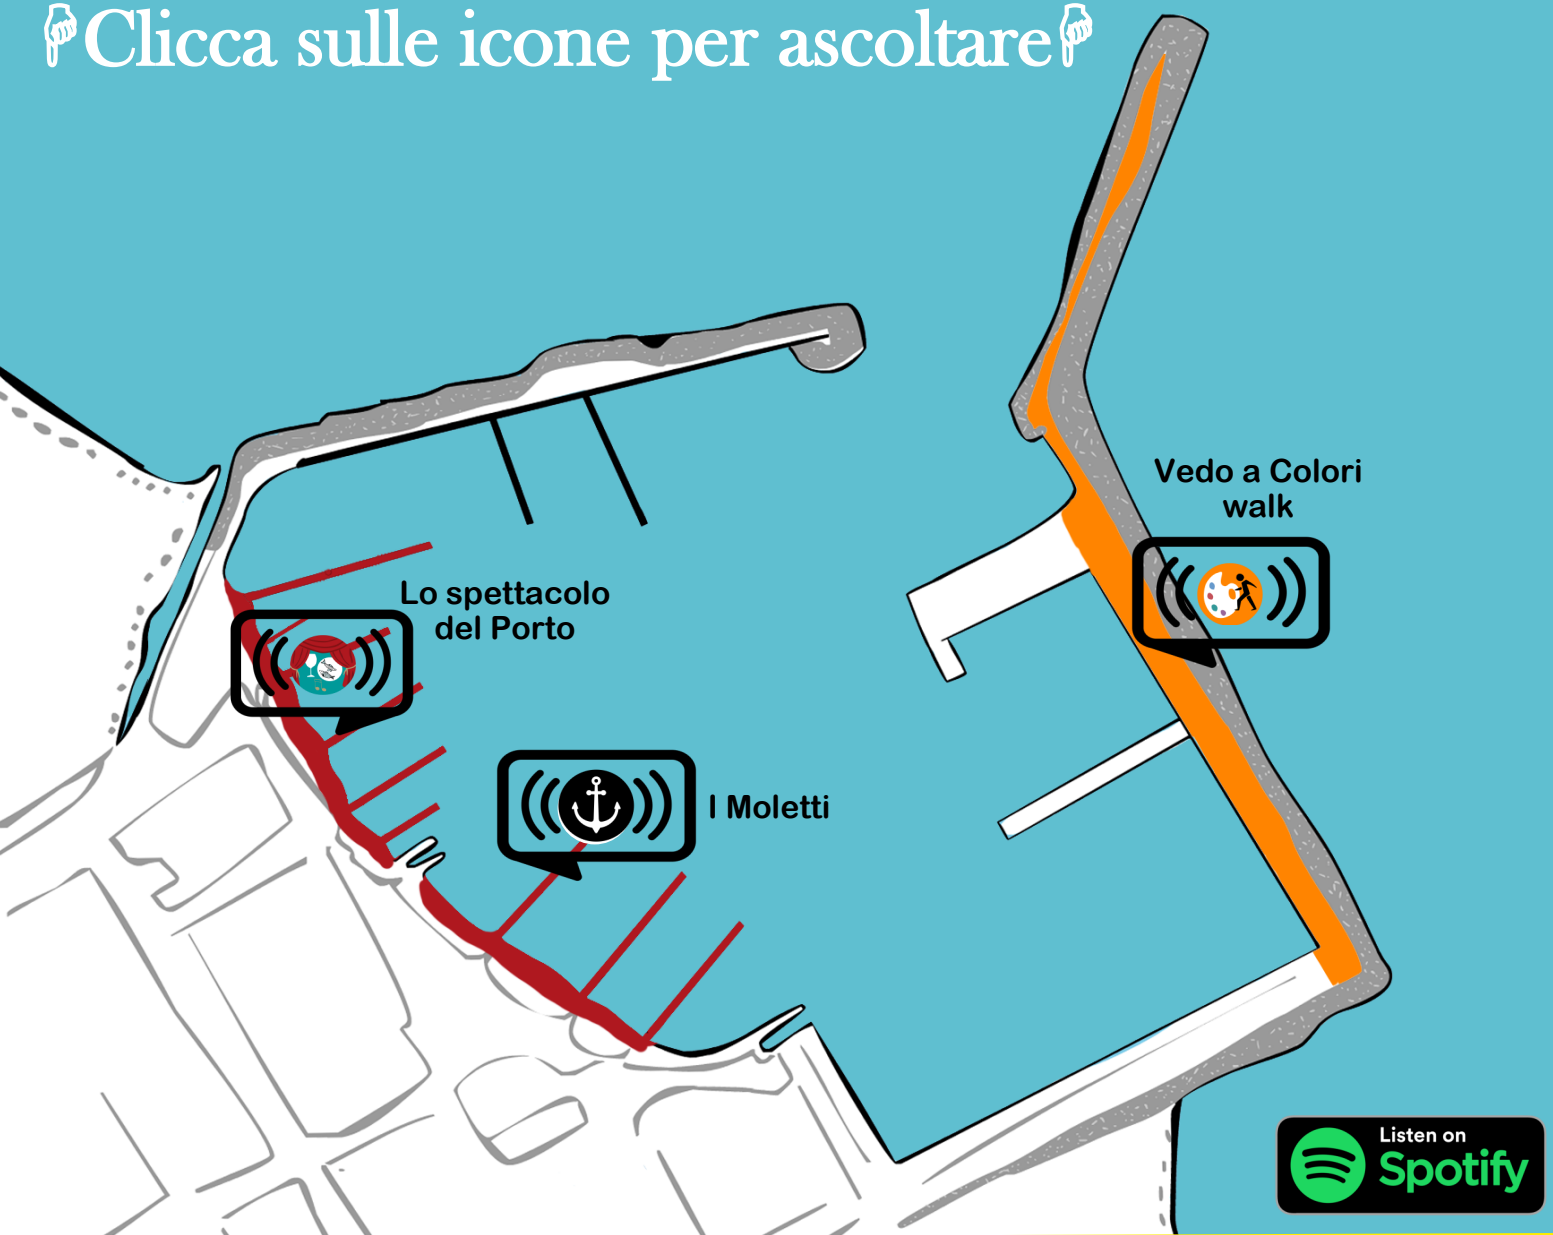 Clicca sulle icone per ascoltare
Vedo a Colori
walk
Lo spettacolo
del Porto
I Moletti
Listen on
Spotify